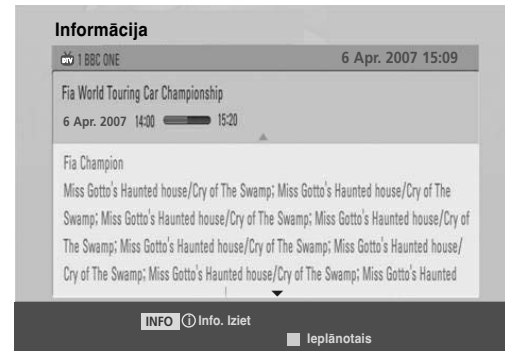 Informācija
DTV 1 BBC ONE 6 Apr. 2007 15:09
Fia World Touring Car Championship
6 Apr. 2007 14:00 15:20
Fia Champion
Miss Gotto's Haunted house/Cry of The Swamp; Miss Gotto's Haunted house/Cry of The
Swamp; Miss Gotto's Haunted house/Cry of The Swamp; Miss Gotto's Haunted house/Cry of
The Swamp; Miss Gotto's Haunted house/Cry of The Swamp; Miss Gotto's Haunted house/
Cry of The Swamp; Miss Gotto's Haunted house/Cry of The Swamp; Miss Gotto's Haunted
INFO ⓘ Info. Iziet
Ieplānotais